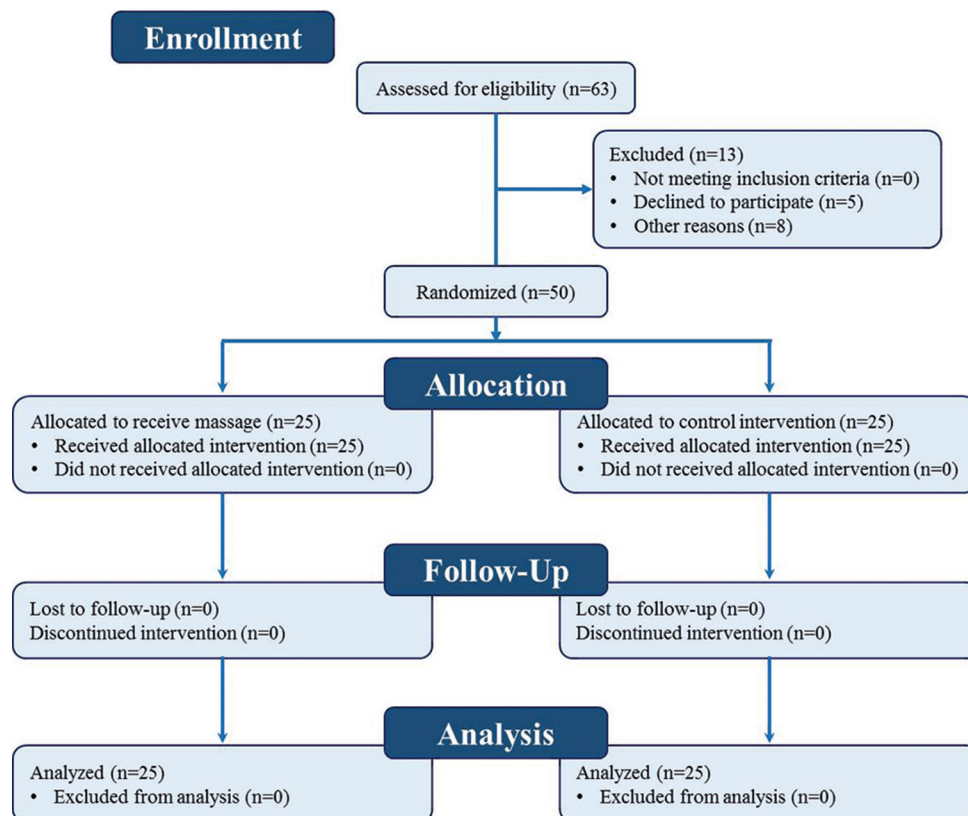 Enrollment
Assessed for eligibility (n=63)
Excluded (n=13)
• Not meeting inclusion criteria (n=0)
• Declined to participate (n=5)
• Other reasons (n=8)
Randomized (n=50)
Allocation
Allocated to receive massage (n=25)
• Received allocated intervention (n=25)
• Did not received allocated intervention (n=0)
Allocated to control intervention (n=25)
• Received allocated intervention (n=25)
• Did not received allocated intervention (n=0)
Follow-Up
Lost to follow-up (n=0)
Discontinued intervention (n=0)
Lost to follow-up (n=0)
Discontinued intervention (n=0)
Analysis
Analyzed (n=25)
• Excluded from analysis (n=0)
Analyzed (n=25)
• Excluded from analysis (n=0)